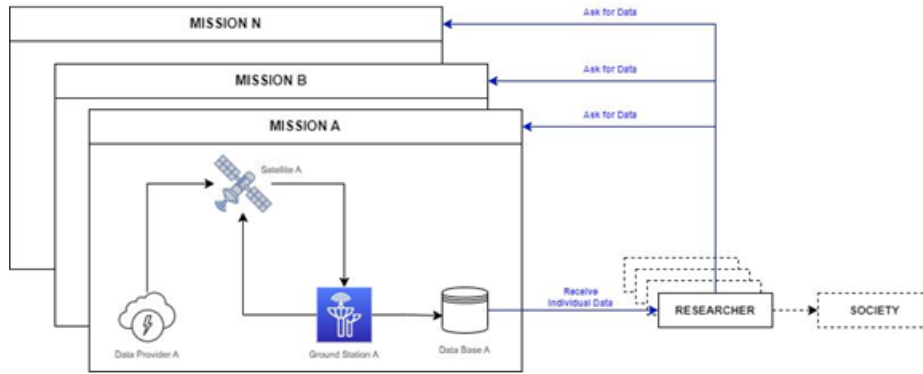 MISSION N
Ask for Data
MISSION B
Ask for Data
MISSION A
Ask for Data
Satellite A
Receive
Individual Data
RESEARCHER
SOCIETY
Data Provider A
Ground Station A
Data Base A